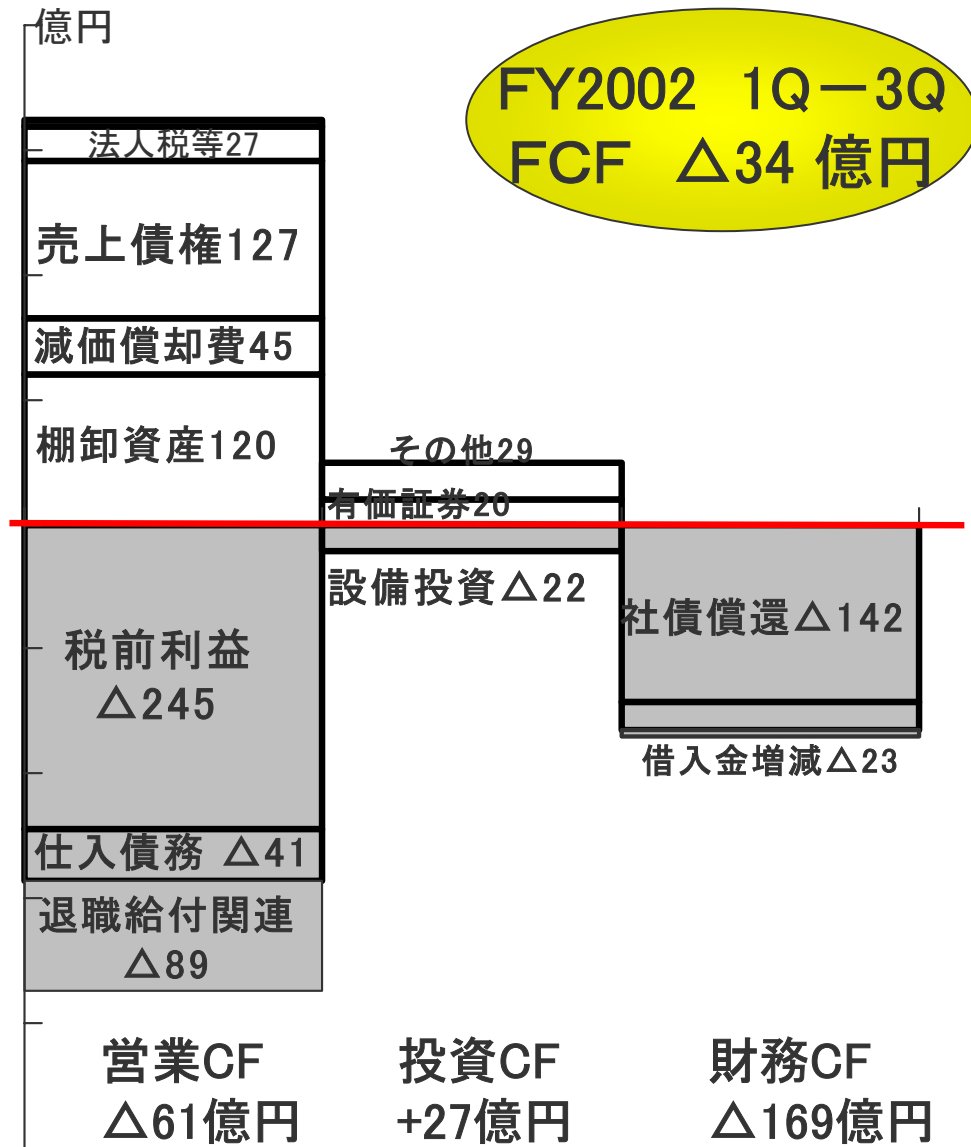 億円
FY2002 1Q－3Q
FCF △34 億円
法人税等27
売上債権127
減価償却費45
棚卸資産120
税前利益
△245
仕入債務 △41
退職給付関連
△89
その他29
有価証券20
設備投資△22
社債償還△142
借入金増減△23
営業CF
△61億円
投資CF
+27億円
財務CF
△169億円